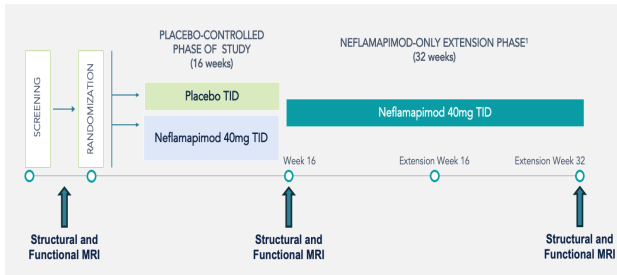 PLACEBO-CONTROLLED
PHASE OF STUDY
(16 weeks)
NEFLAMAPIMOD-ONLY EXTENSION PHASE¹
(32 weeks)
SCREENING
RANDOMIZATION
Placebo TID
Neflamapimod 40mg TID
Neflamapimod 40mg TID
Week 16
Extension Week 16
Extension Week 32
Structural and
Functional MRI
Structural and
Functional MRI
Structural and
Functional MRI